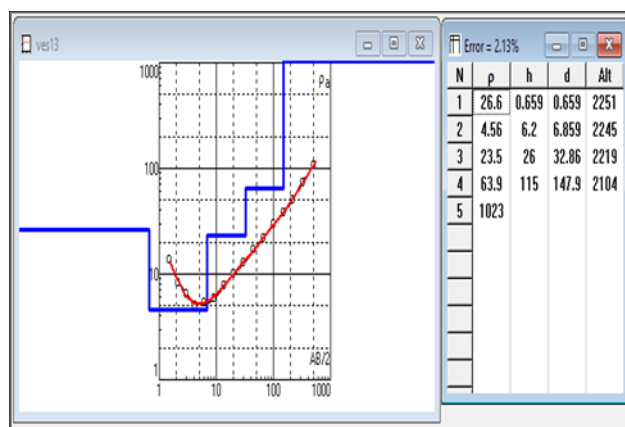 ves13
1000
ρa
100
10
1
AB/2
1 10 100 1000
Error = 2.13%
N ρ h d Alt
1 26.6 0.659 0.659 2251
2 4.56 6.2 6.859 2245
3 23.5 26 32.86 2219
4 63.9 115 147.9 2104
5 1023